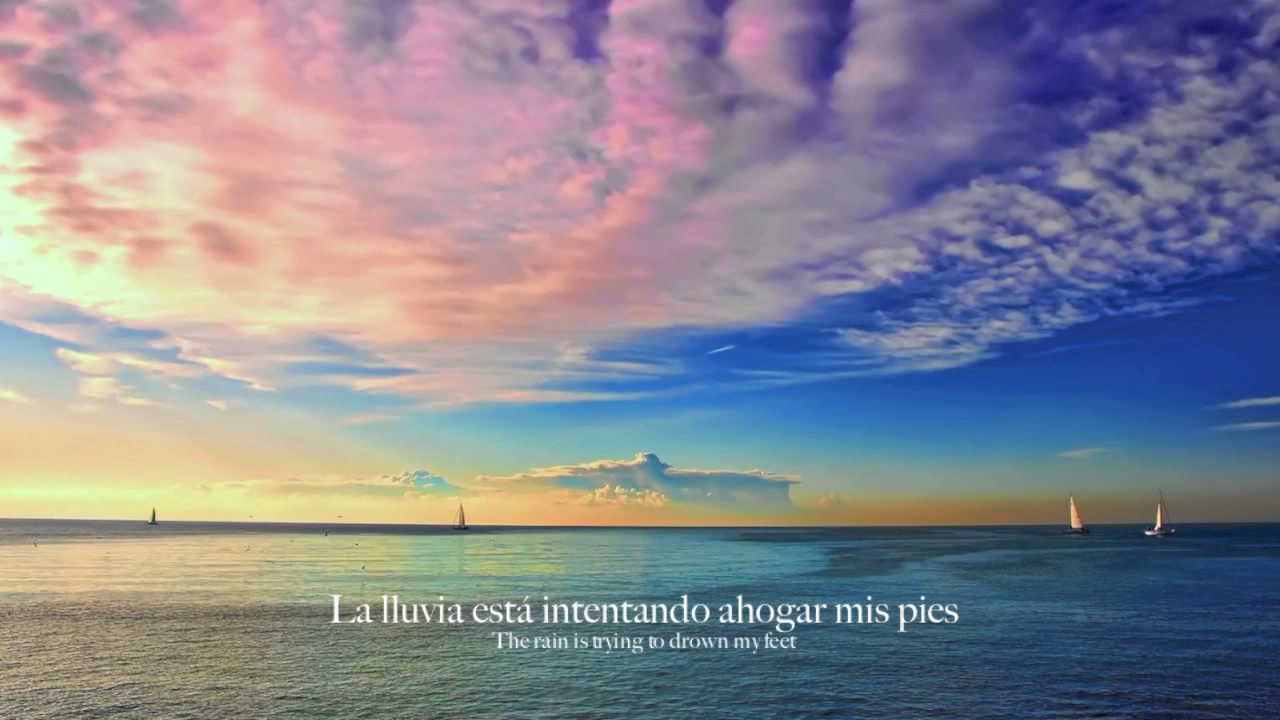 La lluvia está intentando ahogar mis pies
The rain is trying to drown my feet